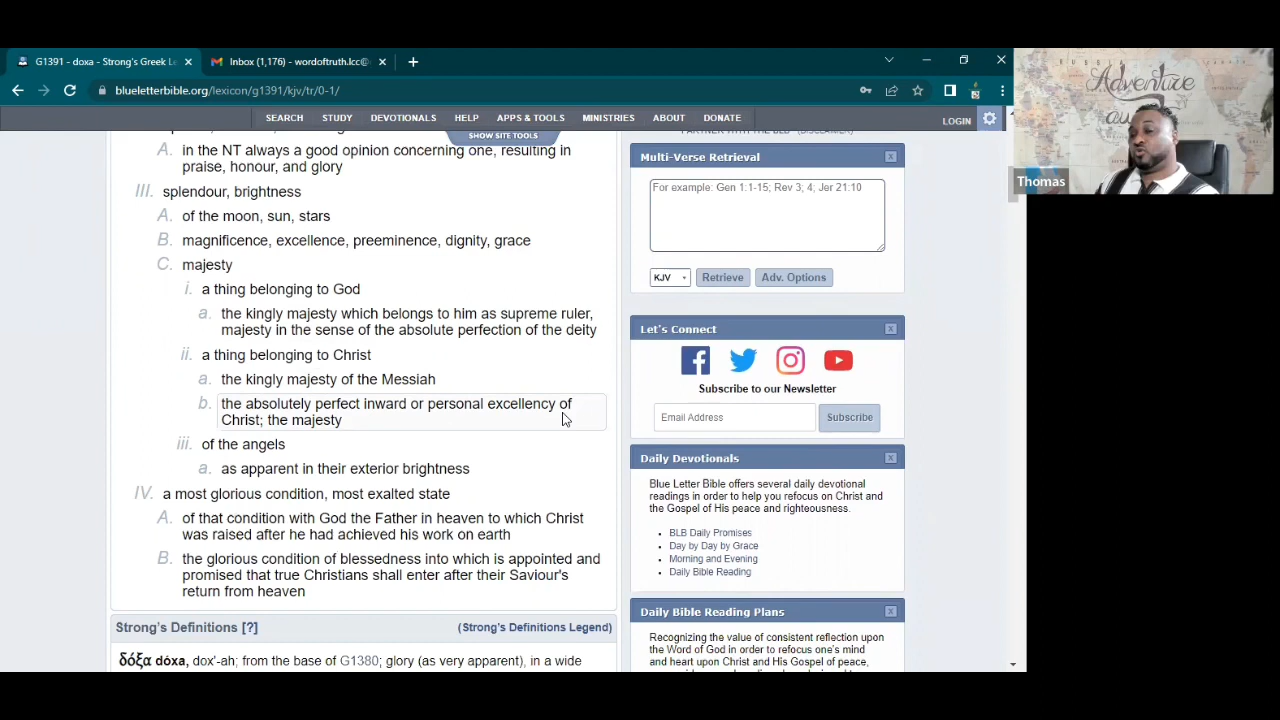 G1391 - doxa - Strong's Greek Le
Inbox (1,176) - wordoftruth.lcc@
blueletterbible.org/lexicon/g1391/kjv/tr/0-1/
SEARCH STUDY DEVOTIONALS HELP APPS & TOOLS MINISTRIES ABOUT DONATE LOGIN
SHOW SITE TOOLS
PARTNER WITH THE BLB (DISCLAIMER)
A. in the NT always a good opinion concerning one, resulting in
praise, honour, and glory
III. splendour, brightness
A. of the moon, sun, stars
B. magnificence, excellence, preeminence, dignity, grace
C. majesty
i. a thing belonging to God
a. the kingly majesty which belongs to him as supreme ruler,
majesty in the sense of the absolute perfection of the deity
ii. a thing belonging to Christ
a. the kingly majesty of the Messiah
b. the absolutely perfect inward or personal excellency of
Christ; the majesty
iii. of the angels
a. as apparent in their exterior brightness
IV. a most glorious condition, most exalted state
A. of that condition with God the Father in heaven to which Christ
was raised after he had achieved his work on earth
B. the glorious condition of blessedness into which is appointed and
promised that true Christians shall enter after their Saviour's
return from heaven
Strong's Definitions [?] (Strong's Definitions Legend)
δόξα dóxa, dox'-ah; from the base of G1380; glory (as very apparent), in a wide
Multi-Verse Retrieval
For example: Gen 1:1-15; Rev 3; 4, Jer 21:10
KJV Retrieve Adv. Options
Let's Connect
Subscribe to our Newsletter
Email Address Subscribe
Daily Devotionals
Blue Letter Bible offers several daily devotional
readings in order to help you refocus on Christ and
the Gospel of His peace and righteousness.
BLB Daily Promises
Day by Day by Grace
Morning and Evening
Daily Bible Reading
Daily Bible Reading Plans
Recognizing the value of consistent reflection upon
the Word of God in order to refocus one's mind
and heart upon Christ and His Gospel of peace,
RUSSIA
Adventure
Thomas